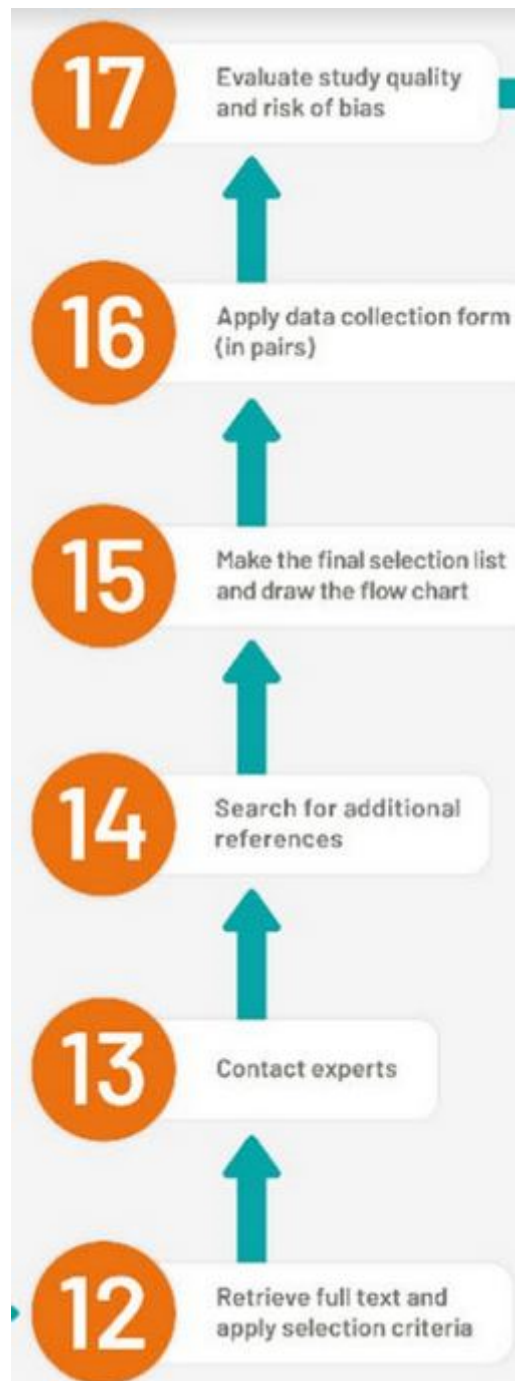 17
Evaluate study quality
and risk of bias
16
Apply data collection form
(in pairs)
15
Make the final selection list
and draw the flow chart
14
Search for additional
references
13
Contact experts
12
Retrieve full text and
apply selection criteria